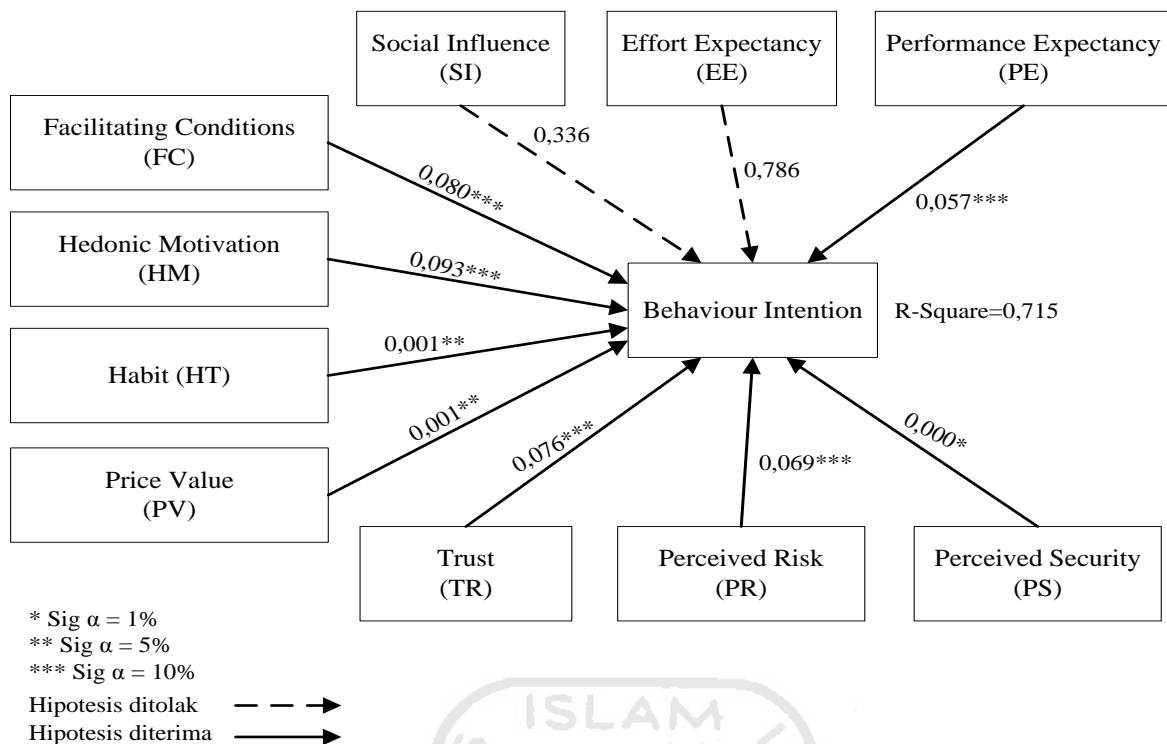 Social Influence
(SI)
Effort Expectancy
(EE)
Performance Expectancy
(PE)
Facilitating Conditions
(FC)
Hedonic Motivation
(HM)
Habit (HT)
Price Value
(PV)
0,336
0,786
0,057***
0,080***
0,093***
0,001**
0,001**
Behaviour Intention
R-Square=0,715
0,076***
0,069***
0,000*
Trust
(TR)
Perceived Risk
(PR)
Perceived Security
(PS)
* Sig α = 1%
** Sig α = 5%
*** Sig α = 10%
Hipotesis ditolak
Hipotesis diterima
ISLAM